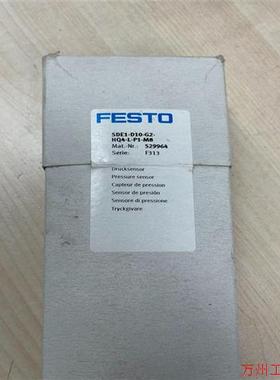 FESTO
SDE1-D10-G2-
HQ4-L-P1-M8
Mat.-Nr.: 529964
Serie: F313
Drucksensor
Pressure sensor
Capteur de pression
Sensor de presión
Sensore di pressione
Tryckgivare
万州工